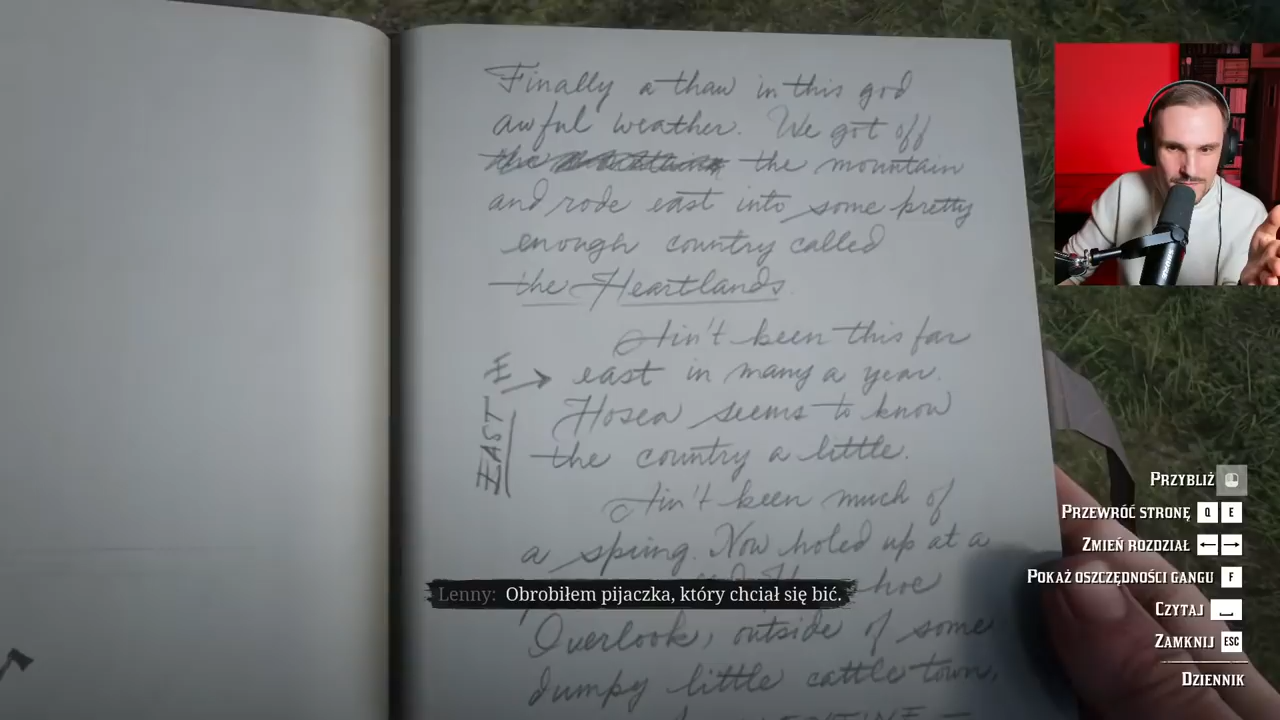 Finally a thaw in this god
awful weather. We got off
the the mountain
and rode east into some pretty
enough country called
the Heartlands.
Ain't been this far
E → east in many a year.
EAST
Hosea seems to know
the country a little.
Ain't been much of
a spring. Now holed up at a
shoe
Overlook, outside of some
dumpy little cattle town,
Lenny: Obrobiłem pijaczka, który chciał się bić.
PRZYBLIŻ
PRZEWRÓĆ STRONĘ Q E
ZMIEŃ ROZDZIAŁ ← →
POKAŻ OSZCZĘDNOŚCI GANGU F
CZYTAJ
ZAMKNIJ ESC
DZIENNIK